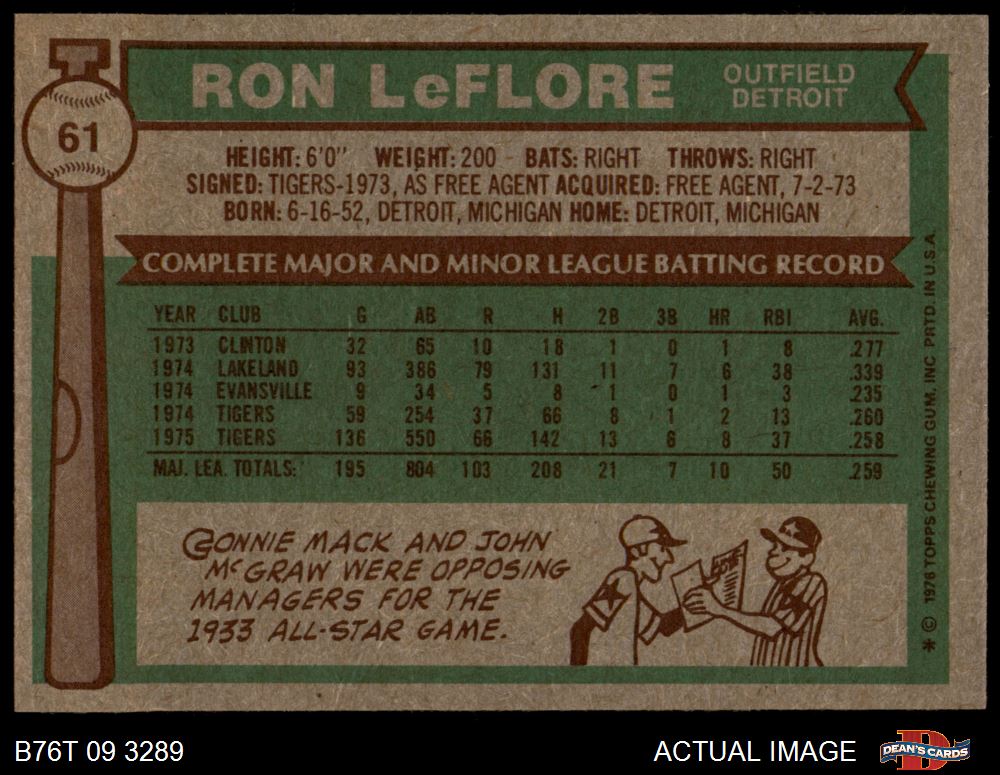 61
RON LeFLORE
OUTFIELD
DETROIT
HEIGHT: 6'0" WEIGHT: 200 BATS: RIGHT THROWS: RIGHT
SIGNED: TIGERS-1973, AS FREE AGENT ACQUIRED: FREE AGENT, 7-2-73
BORN: 6-16-52, DETROIT, MICHIGAN HOME: DETROIT, MICHIGAN
COMPLETE MAJOR AND MINOR LEAGUE BATTING RECORD
YEAR CLUB G AB R H 2B 3B HR RBI AVG.
1973 CLINTON 32 65 10 18 1 0 1 8 .277
1974 LAKELAND 93 386 79 131 11 7 6 38 .339
1974 EVANSVILLE 9 34 5 8 1 0 1 3 .235
1974 TIGERS 59 254 37 66 8 1 2 13 .260
1975 TIGERS 136 550 66 142 13 6 8 37 .258
MAJ. LEA. TOTALS: 195 804 103 208 21 7 10 50 .259
CONNIE MACK AND JOHN
McGRAW WERE OPPOSING
MANAGERS FOR THE
1933 ALL-STAR GAME.
* © 1976 TOPPS CHEWING GUM, INC. PRTD. IN U.S.A.
B76T 09 3289
ACTUAL IMAGE
DEAN'S CARDS